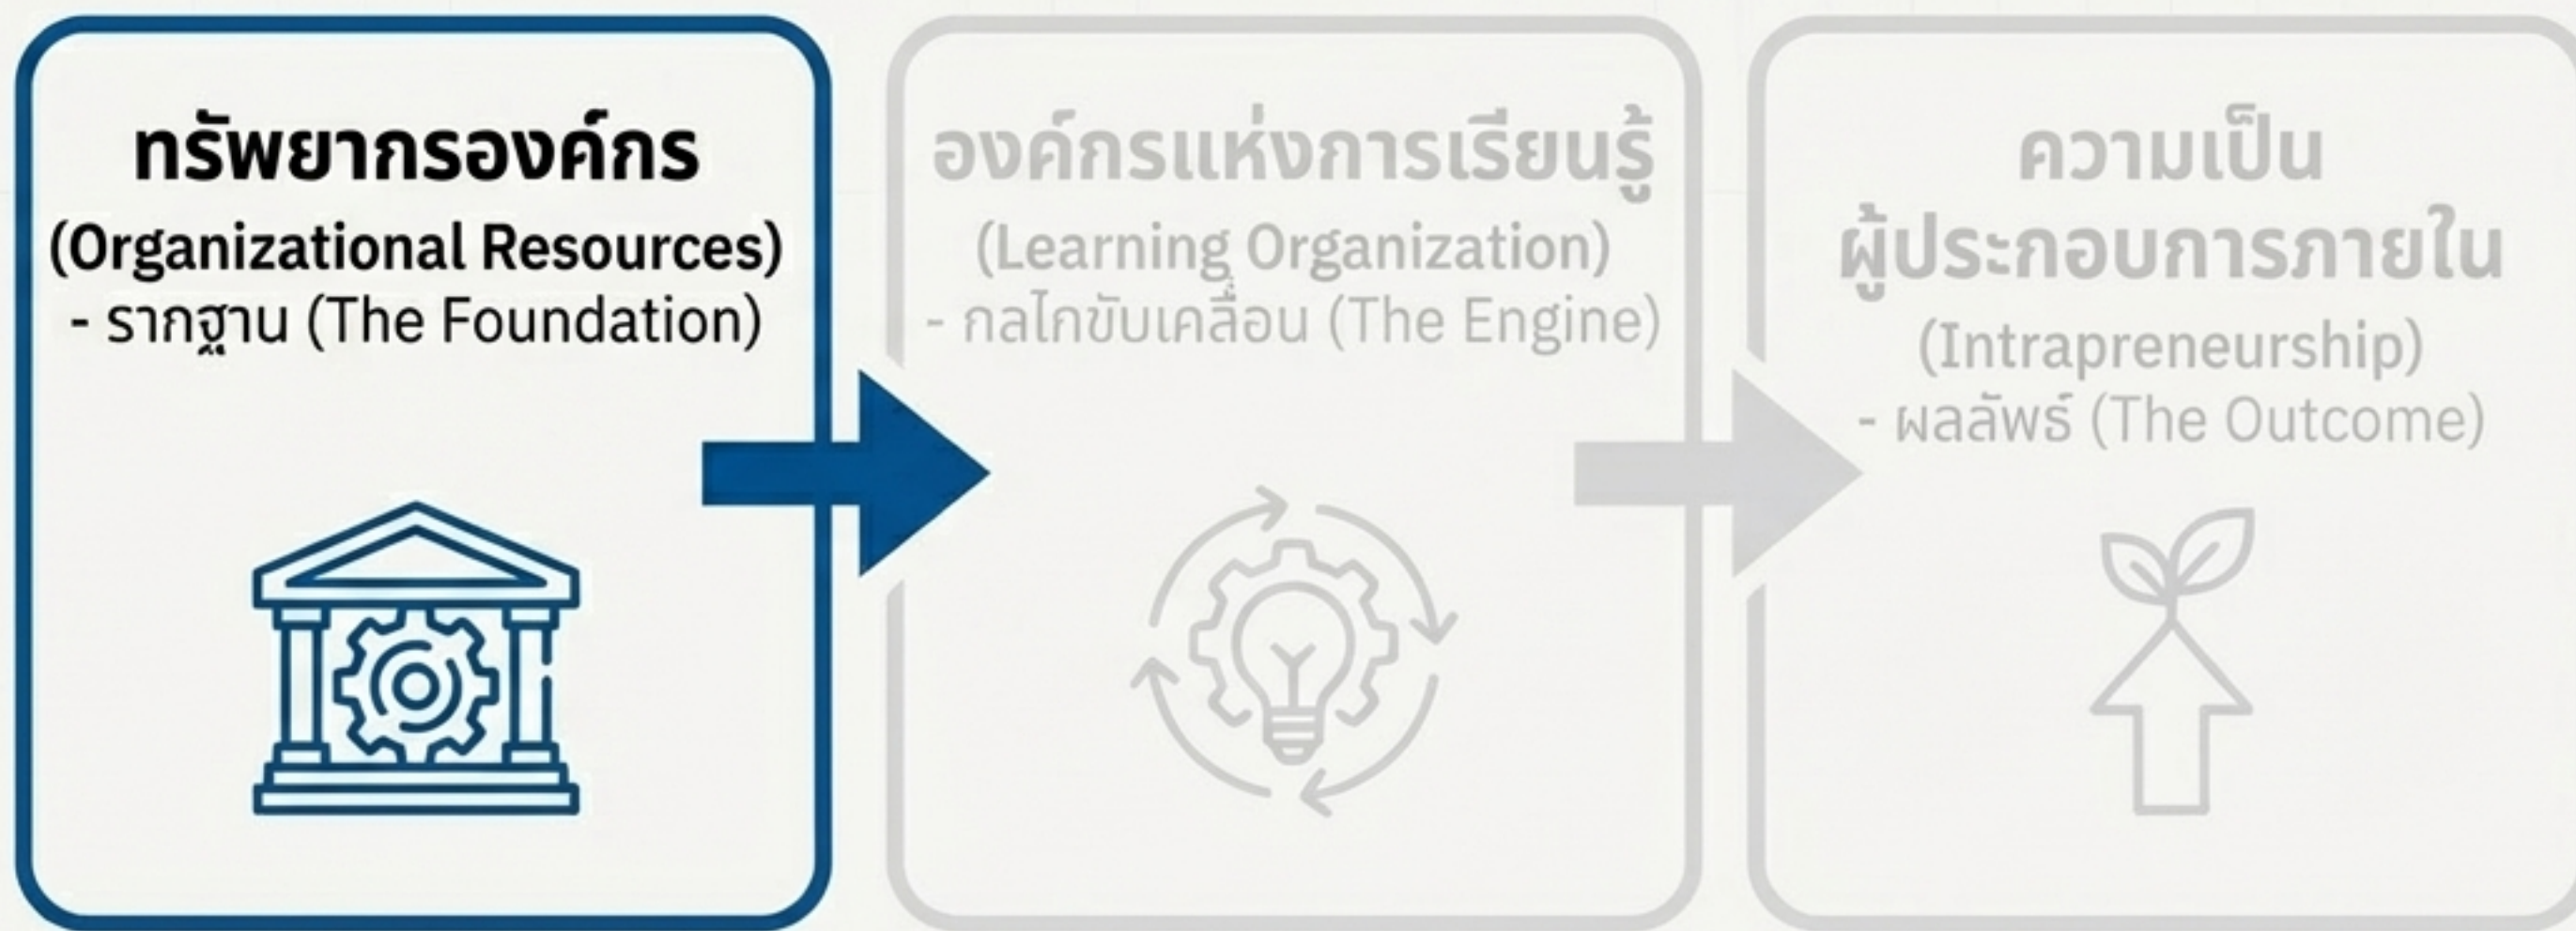 ทรัพยากรองค์กร
(Organizational Resources)
- รากฐาน (The Foundation)
องค์กรแห่งการเรียนรู้
(Learning Organization)
- กลไกขับเคลื่อน (The Engine)
ความเป็น
ผู้ประกอบการภายใน
(Intrapreneurship)
- ผลลัพธ์ (The Outcome)